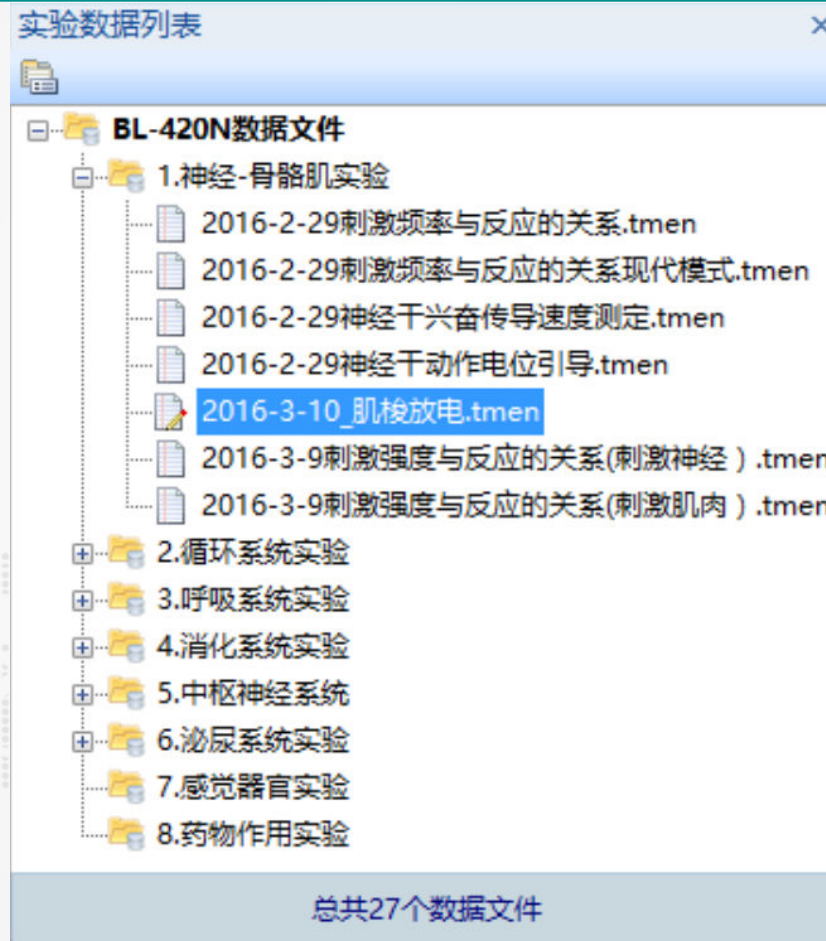 实验数据列表
BL-420N数据文件
1.神经-骨骼肌实验
2016-2-29刺激频率与反应的关系.tmen
2016-2-29刺激频率与反应的关系现代模式.tmen
2016-2-29神经干兴奋传导速度测定.tmen
2016-2-29神经干动作电位引导.tmen
2016-3-10_肌梭放电.tmen
2016-3-9刺激强度与反应的关系(刺激神经）.tmen
2016-3-9刺激强度与反应的关系(刺激肌肉）.tmen
2.循环系统实验
3.呼吸系统实验
4.消化系统实验
5.中枢神经系统
6.泌尿系统实验
7.感觉器官实验
8.药物作用实验
总共27个数据文件